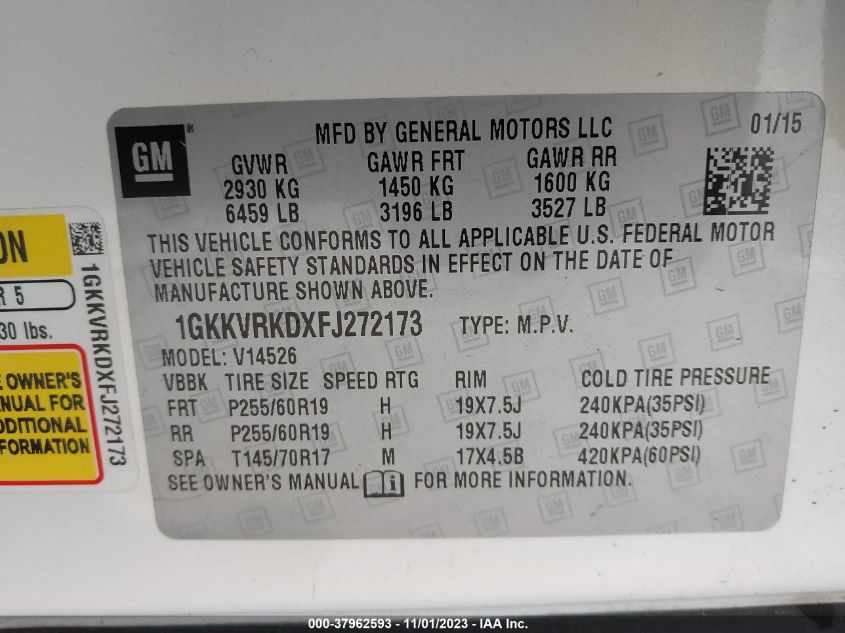 GM ®
MFD BY GENERAL MOTORS LLC
01/15
GVWR GAWR FRT GAWR RR
2930 KG 1450 KG 1600 KG
6459 LB 3196 LB 3527 LB
THIS VEHICLE CONFORMS TO ALL APPLICABLE U.S. FEDERAL MOTOR
VEHICLE SAFETY STANDARDS IN EFFECT ON THE DATE OF
MANUFACTURE SHOWN ABOVE.
1GKKVRKDXFJ272173 TYPE: M.P.V.
MODEL: V14526
VBBK TIRE SIZE SPEED RTG RIM COLD TIRE PRESSURE
FRT P255/60R19 H 19X7.5J 240KPA(35PSI)
RR P255/60R19 H 19X7.5J 240KPA(35PSI)
SPA T145/70R17 M 17X4.5B 420KPA(60PSI)
SEE OWNER'S MANUAL FOR MORE INFORMATION.
ON
R 5
30 lbs.
E OWNER'S
NUAL FOR
DDITIONAL
FORMATION
1GKKVRKDXFJ272173
000-37962593 - 11/01/2023 - IAA Inc.